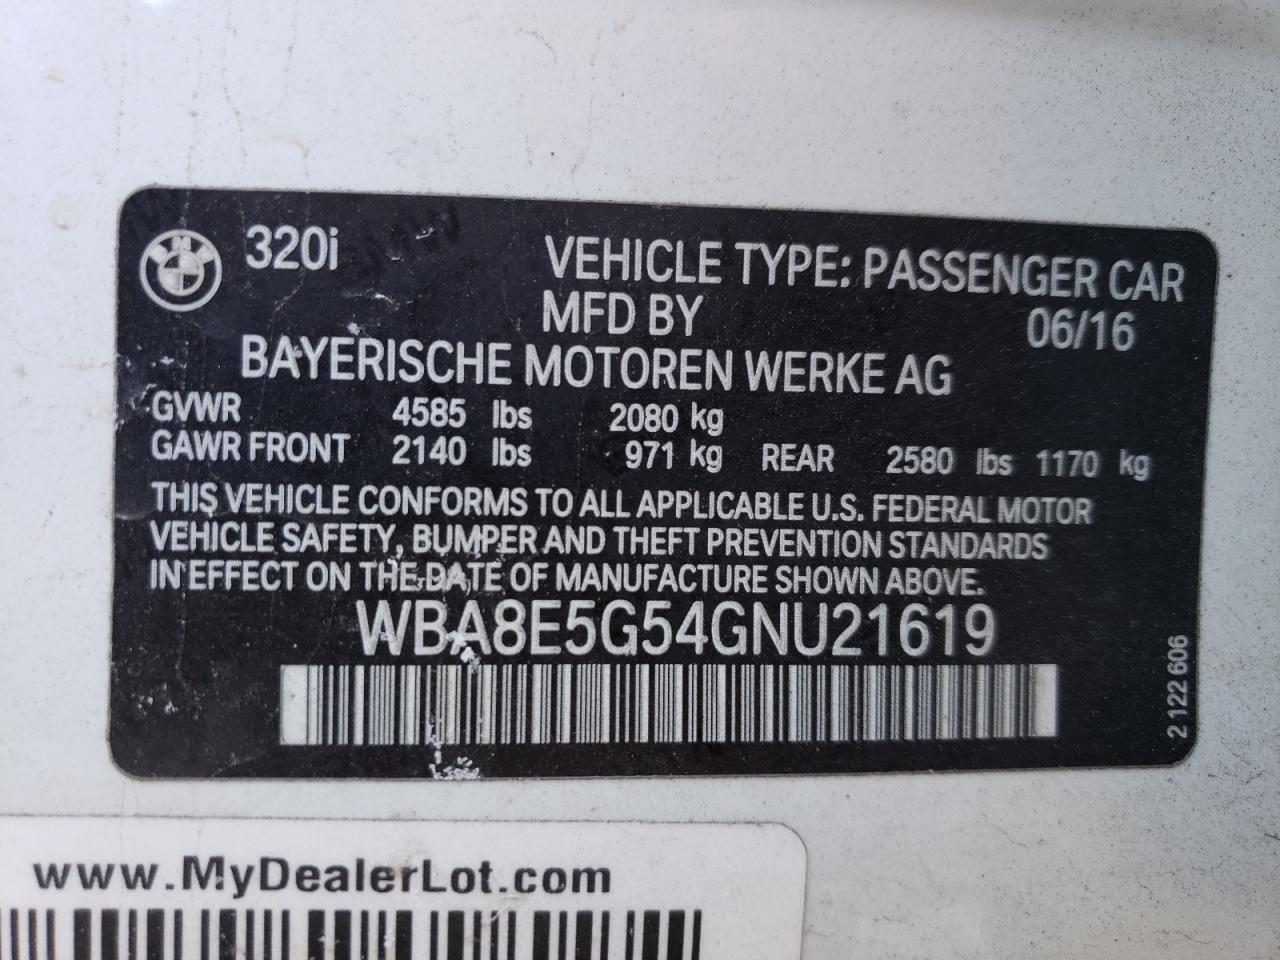 BMW 320i
VEHICLE TYPE: PASSENGER CAR
MFD BY 06/16
BAYERISCHE MOTOREN WERKE AG
GVWR 4585 lbs 2080 kg
GAWR FRONT 2140 lbs 971 kg REAR 2580 lbs 1170 kg
THIS VEHICLE CONFORMS TO ALL APPLICABLE U.S. FEDERAL MOTOR
VEHICLE SAFETY, BUMPER AND THEFT PREVENTION STANDARDS
IN EFFECT ON THE DATE OF MANUFACTURE SHOWN ABOVE.
WBA8E5G54GNU21619
2 122 606
www.MyDealerLot.com